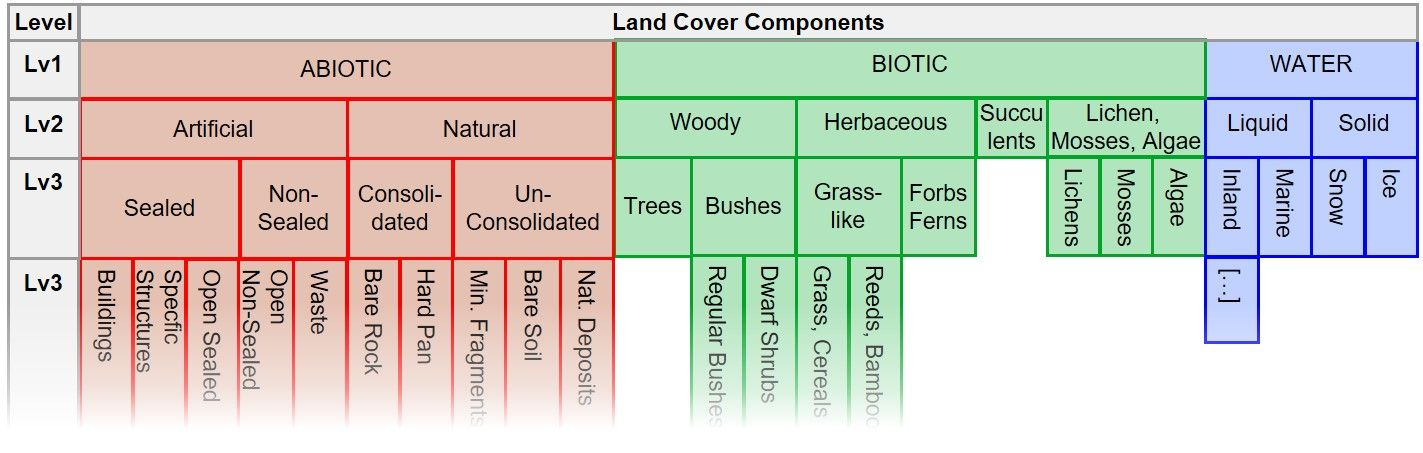 Level
Land Cover Components
Lv1
ABIOTIC
BIOTIC
WATER
Lv2
Artificial
Natural
Woody
Herbaceous
Succu
lents
Lichen,
Mosses, Algae
Liquid
Solid
Lv3
Sealed
Non-
Sealed
Consoli-
dated
Un-
Consolidated
Trees
Bushes
Grass-
like
Forbs
Ferns
Lichens
Mosses
Algae
Inland
Marine
Snow
Ice
Lv3
Buildings
Specfic
Structures
Open Sealed
Open
Non-Sealed
Waste
Bare Rock
Hard Pan
Min. Fragments
Bare Soil
Nat. Deposits
Regular Bushes
Dwarf Shrubs
Grass, Cereals
Reeds, Bamboo
[...]